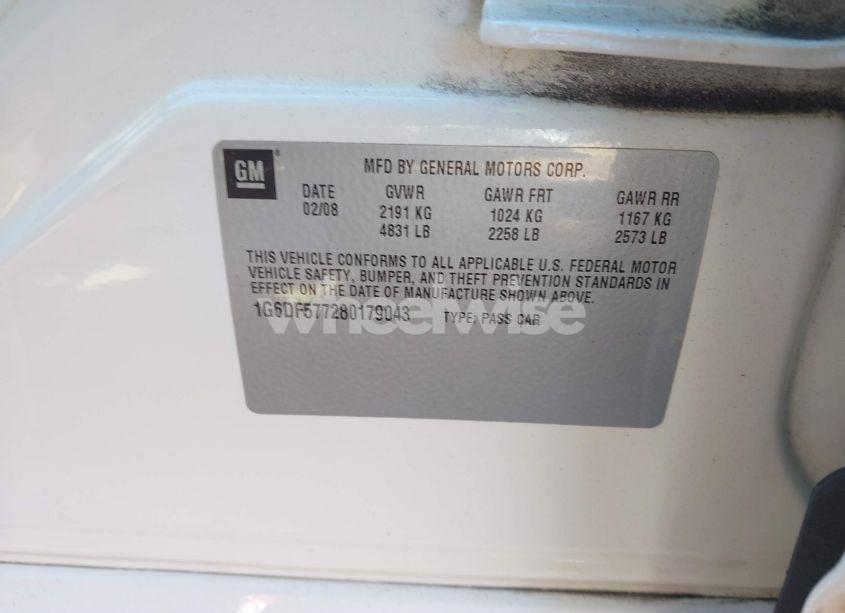 GM
MFD BY GENERAL MOTORS CORP.
DATE GVWR GAWR FRT GAWR RR
02/08 2191 KG 1024 KG 1167 KG
4831 LB 2258 LB 2573 LB
THIS VEHICLE CONFORMS TO ALL APPLICABLE U.S. FEDERAL MOTOR
VEHICLE SAFETY, BUMPER, AND THEFT PREVENTION STANDARDS IN
EFFECT ON THE DATE OF MANUFACTURE SHOWN ABOVE.
1G6DF577280179043 TYPE: PASS CAR
wheelwise